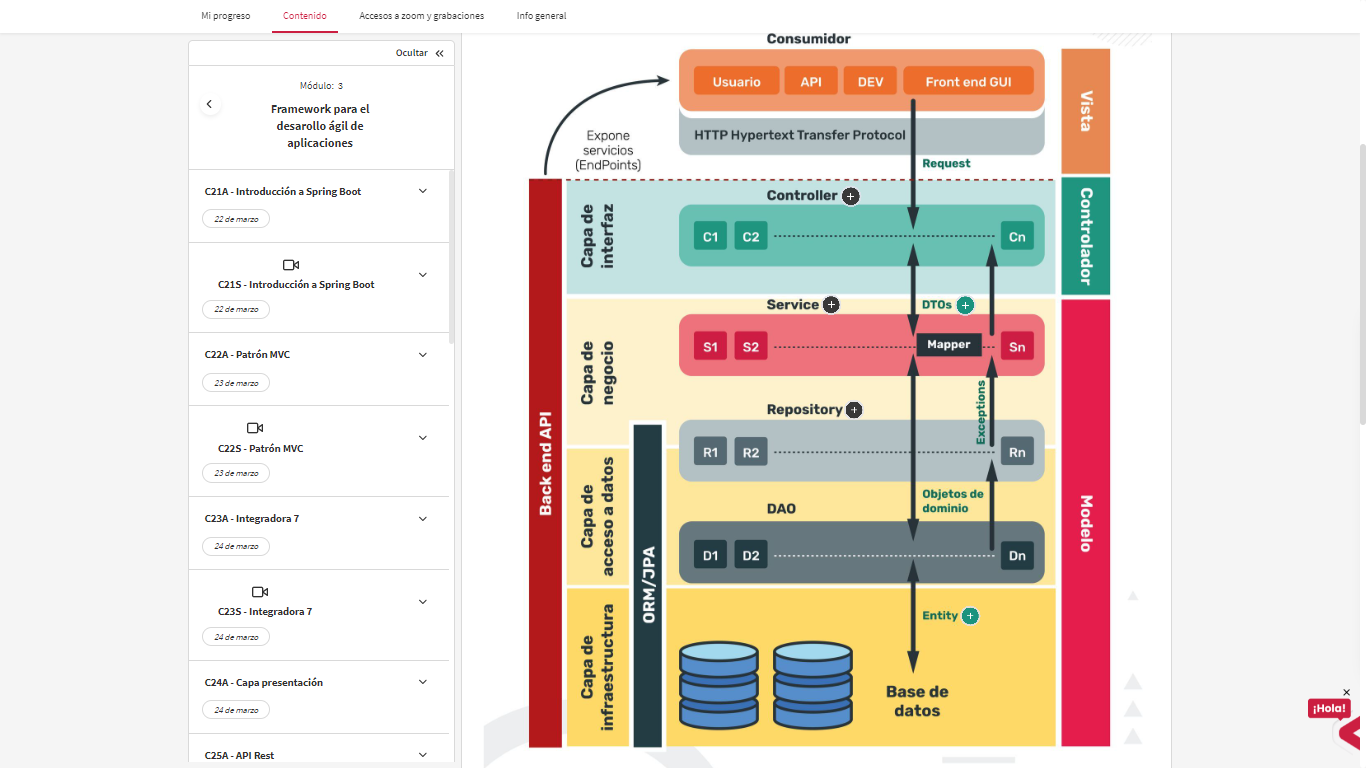 Mi progreso
Contenido
Accesos a zoom y grabaciones
Info general
Ocultar
Módulo: 3
Framework para el
desarollo ágil de
aplicaciones
C21A - Introducción a Spring Boot
22 de marzo
C21S - Introducción a Spring Boot
22 de marzo
C22A - Patrón MVC
23 de marzo
C22S - Patrón MVC
23 de marzo
C23A - Integradora 7
24 de marzo
C23S - Integradora 7
24 de marzo
C24A - Capa presentación
24 de marzo
C25A - API Rest
Consumidor
Usuario
API
DEV
Front end GUI
HTTP Hypertext Transfer Protocol
Vista
Expone
servicios
(EndPoints)
Request
Back end API
Capa de
interfaz
Controller
C1
C2
Cn
Controlador
Capa de
negocio
Service
DTOs
S1
S2
Mapper
Sn
Exceptions
Repository
R1
R2
Rn
Capa de
acceso a datos
Objetos de
dominio
DAO
D1
D2
Dn
Modelo
ORM/JPA
Capa de
infraestructura
Entity
Base de
datos
¡Hola!